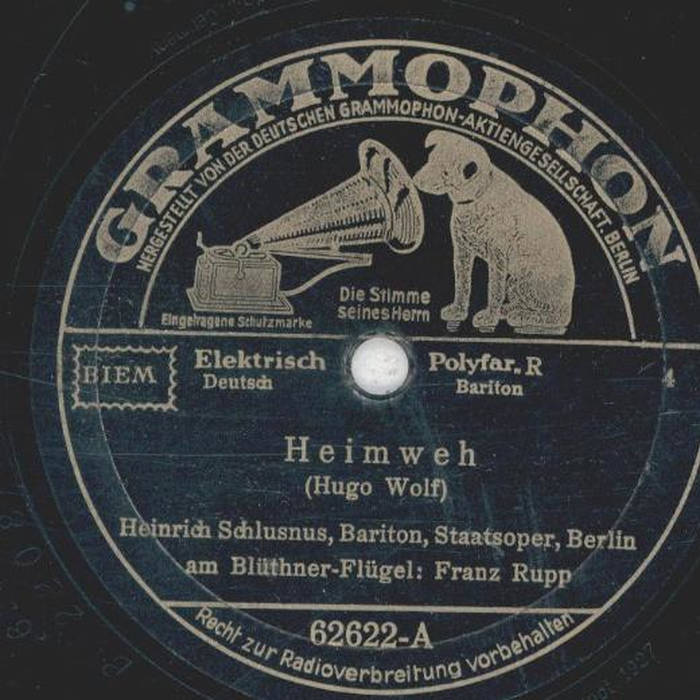 GRAMMOPHON
HERGESTELLT VON DER DEUTSCHEN GRAMMOPHON-AKTIENGESELLSCHAFT. BERLIN
Die Stimme
seines Herrn
Eingetragene Schutzmarke
BIEM
Elektrisch
Deutsch
Polyfar. R
Bariton
4
Heimweh
(Hugo Wolf)
Heinrich Schlusnus, Bariton, Staatsoper, Berlin
am Blüthner-Flügel: Franz Rupp
62622-A
Recht zur Radioverbreitung vorbehalten